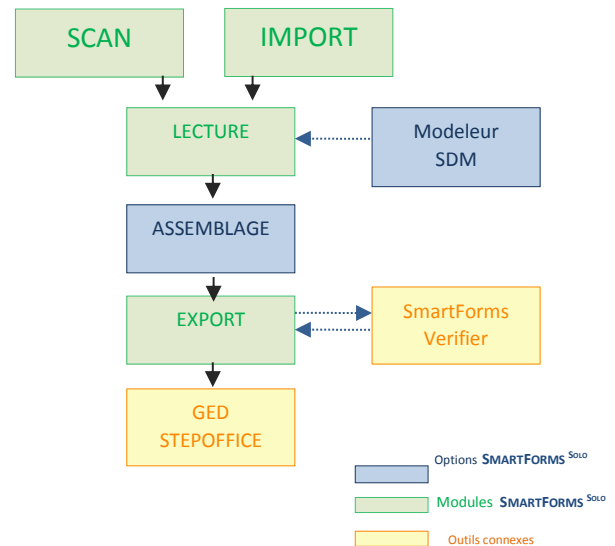 SCAN
IMPORT
LECTURE
Modeleur
SDM
ASSEMBLAGE
EXPORT
SmartForms
Verifier
GED
STEPOFFICE
Options SMARTFORMS SOLO
Modules SMARTFORMS SOLO
Outils connexes